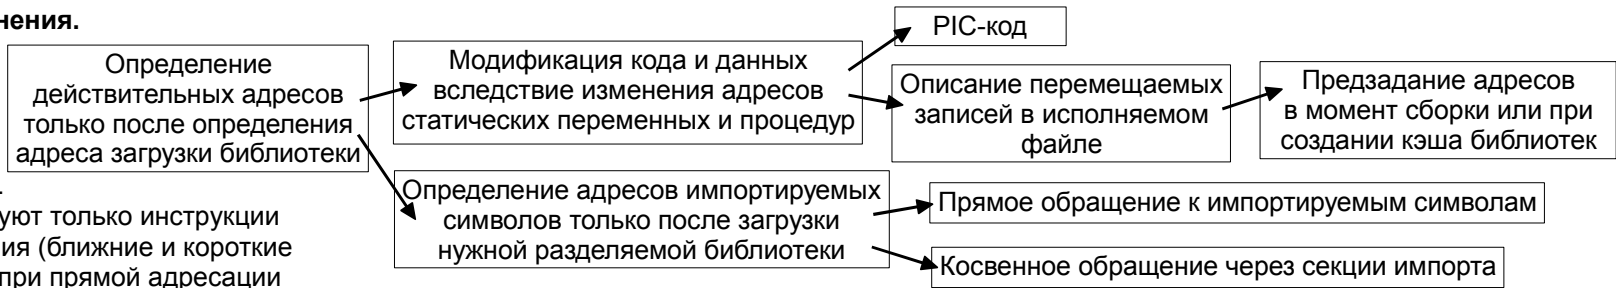 нения.
PIC-код
Определение
действительных адресов
только после определения
адреса загрузки библиотеки
Модификация кода и данных
вследствие изменения адресов
статических переменных и процедур
Описание перемещаемых
записей в исполняемом
файле
Предзадание адресов
в момент сборки или при
создании кэша библиотек
Определение адресов импортируемых
символов только после загрузки
нужной разделяемой библиотеки
Прямое обращение к импортируемым символам
Косвенное обращение через секции импорта
.
уют только инструкции
ия (ближние и короткие
при прямой адресации